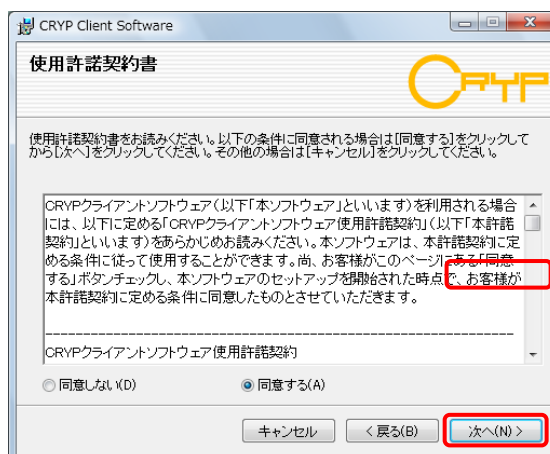 CRYP Client Software
使用許諾契約書
CRYP
使用許諾契約書をお読みください。以下の条件に同意される場合は[同意する]をクリックして
から[次へ]をクリックしてください。その他の場合は[キャンセル]をクリックしてください。
CRYPクライアントソフトウェア(以下「本ソフトウェア」といいます)を利用される場合
には、以下に定める「CRYPクライアントソフトウェア使用許諾契約」(以下「本許諾
契約」といいます)をあらかじめお読みください。本ソフトウェアは、本許諾契約に定
める条件に従って使用することができます。尚、お客様がこのページにある「同意
する」ボタンチェックし、本ソフトウェアのセットアップを開始された時点で、お客様が
本許諾契約に定める条件に同意したものとさせていただきます。
----------------------------------------------------------------------
CRYPクライアントソフトウェア使用許諾契約
同意しない(D) 同意する(A)
キャンセル < 戻る(B) 次へ(N) >